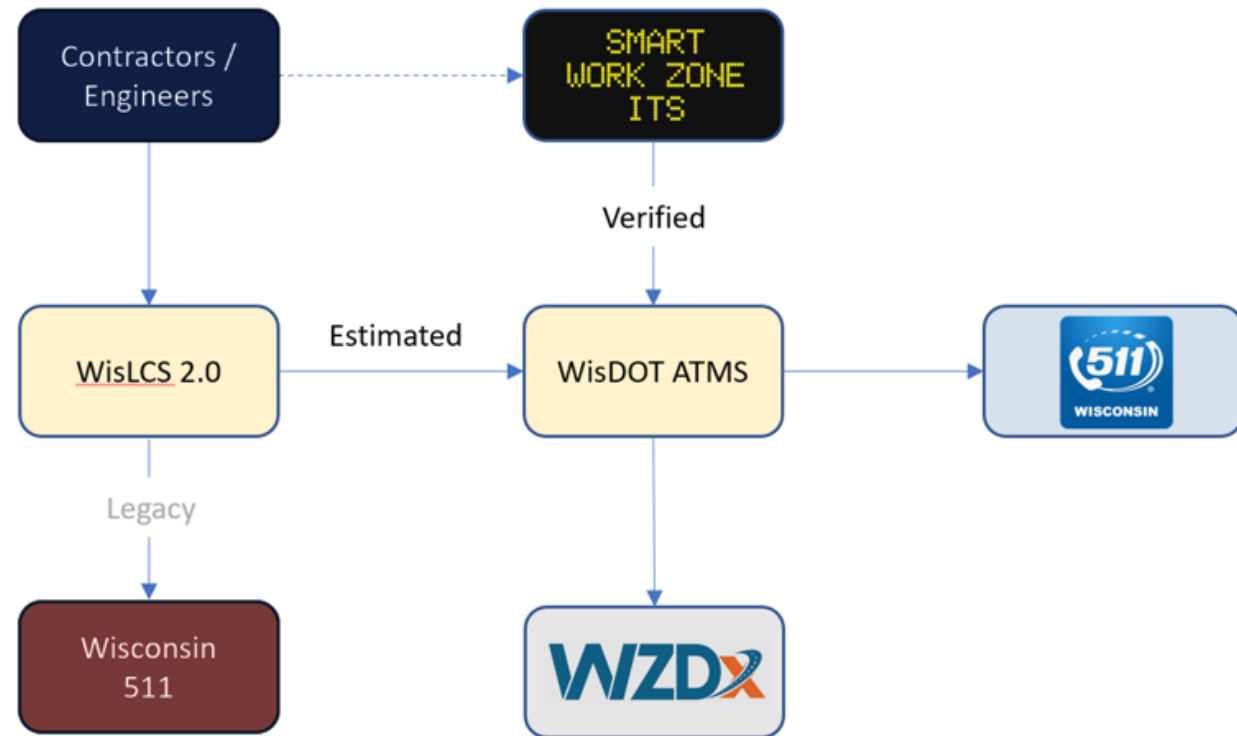 Contractors /
Engineers
SMART
WORK ZONE
ITS
Verified
WisLCS 2.0
Estimated
WisDOT ATMS
511
WISCONSIN
Legacy
Wisconsin
511
WZDx